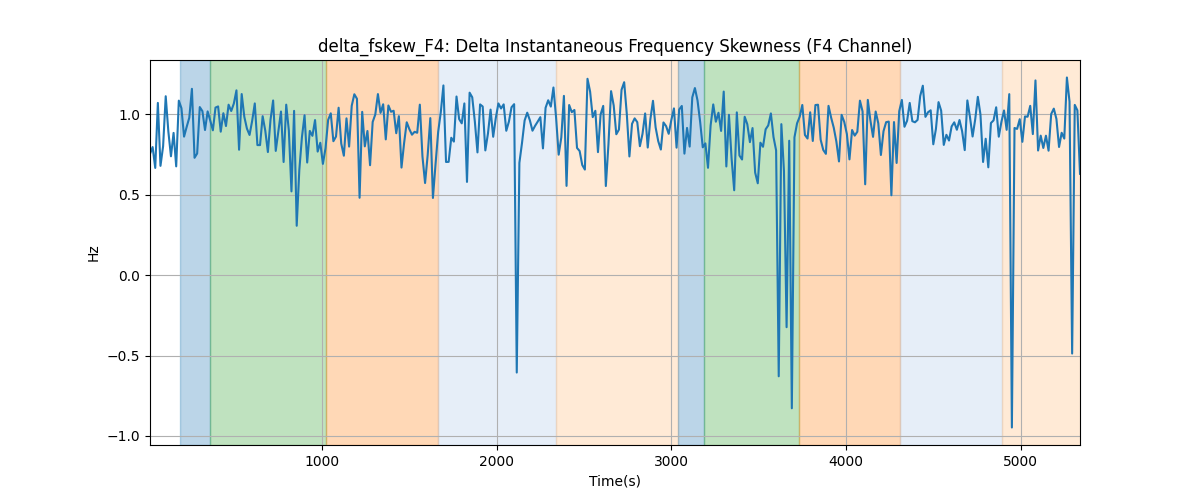 delta_fskew_F4: Delta Instantaneous Frequency Skewness (F4 Channel)
1.0
0.5
0.0
−0.5
−1.0
Hz
1000 2000 3000 4000 5000
Time(s)